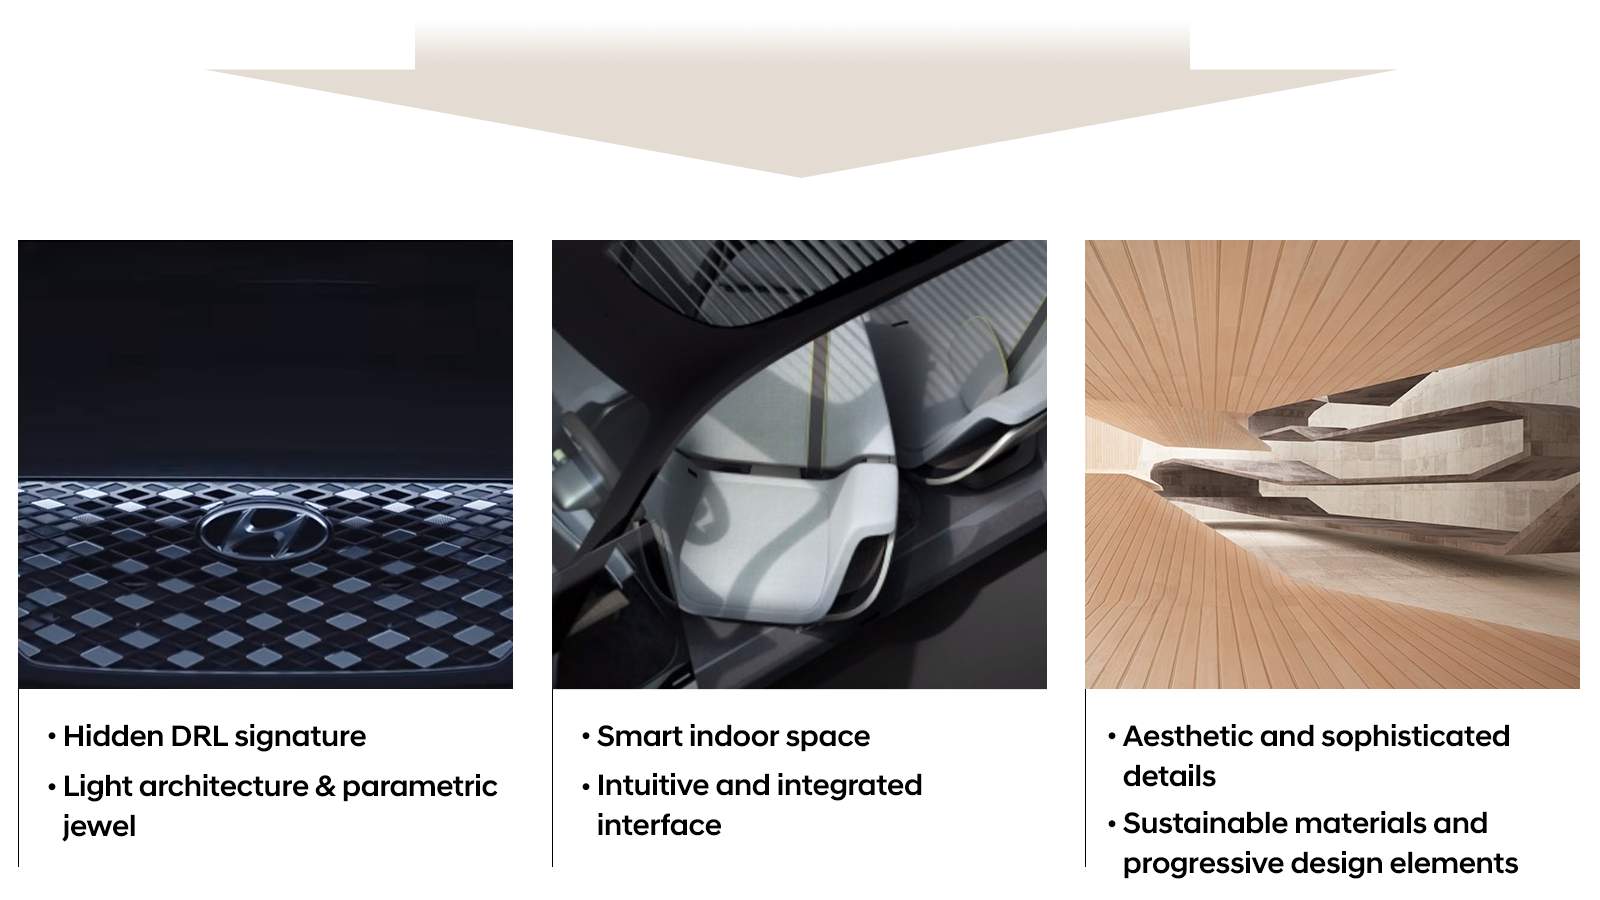 • Hidden DRL signature
• Light architecture & parametric
jewel
• Smart indoor space
• Intuitive and integrated
interface
• Aesthetic and sophisticated
details
• Sustainable materials and
progressive design elements